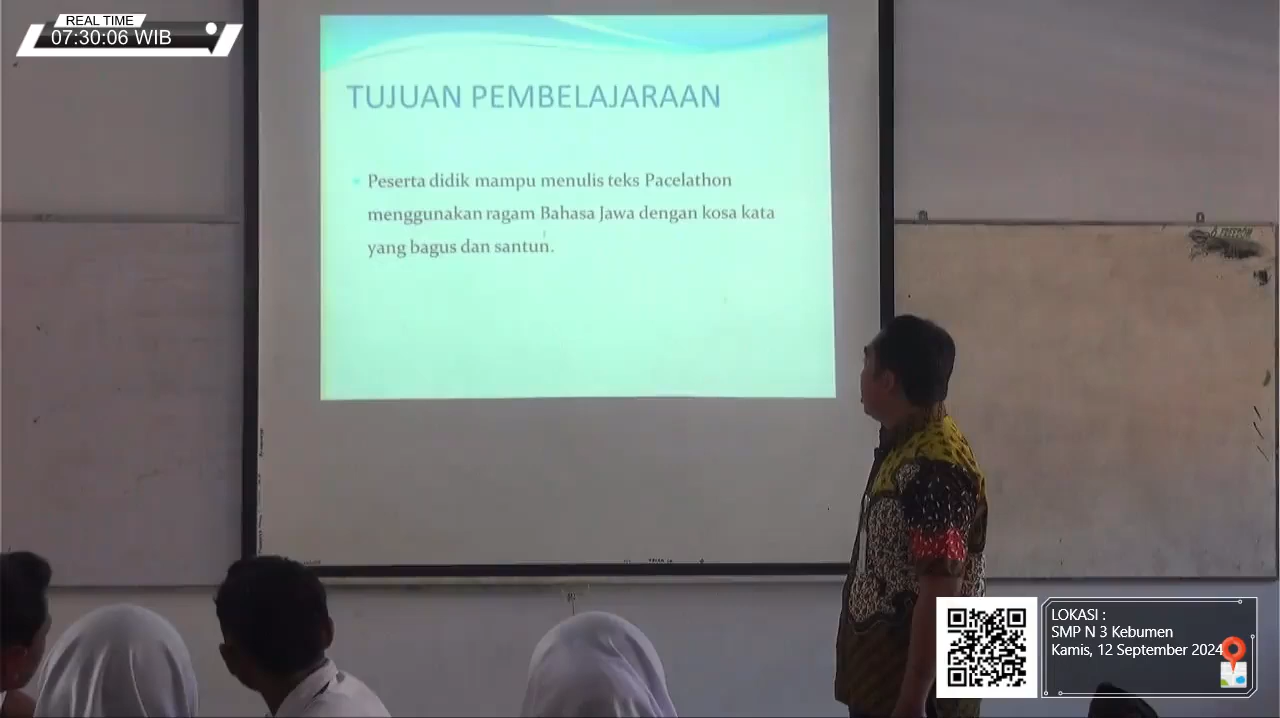 REAL TIME
07:30:06 WIB
TUJUAN PEMBELAJARAAN
Peserta didik mampu menulis teks Pacelathon
menggunakan ragam Bahasa Jawa dengan kosa kata
yang bagus dan santun.
LOKASI :
SMP N 3 Kebumen
Kamis, 12 September 2024